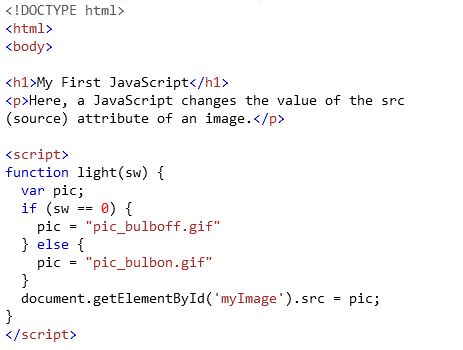 <!DOCTYPE html>
<html>
<body>

<h1>My First JavaScript</h1>
<p>Here, a JavaScript changes the value of the src
(source) attribute of an image.</p>

<script>
function light(sw) {
  var pic;
  if (sw == 0) {
    pic = "pic_bulboff.gif"
  } else {
    pic = "pic_bulbon.gif"
  }
  document.getElementById('myImage').src = pic;
}
</script>